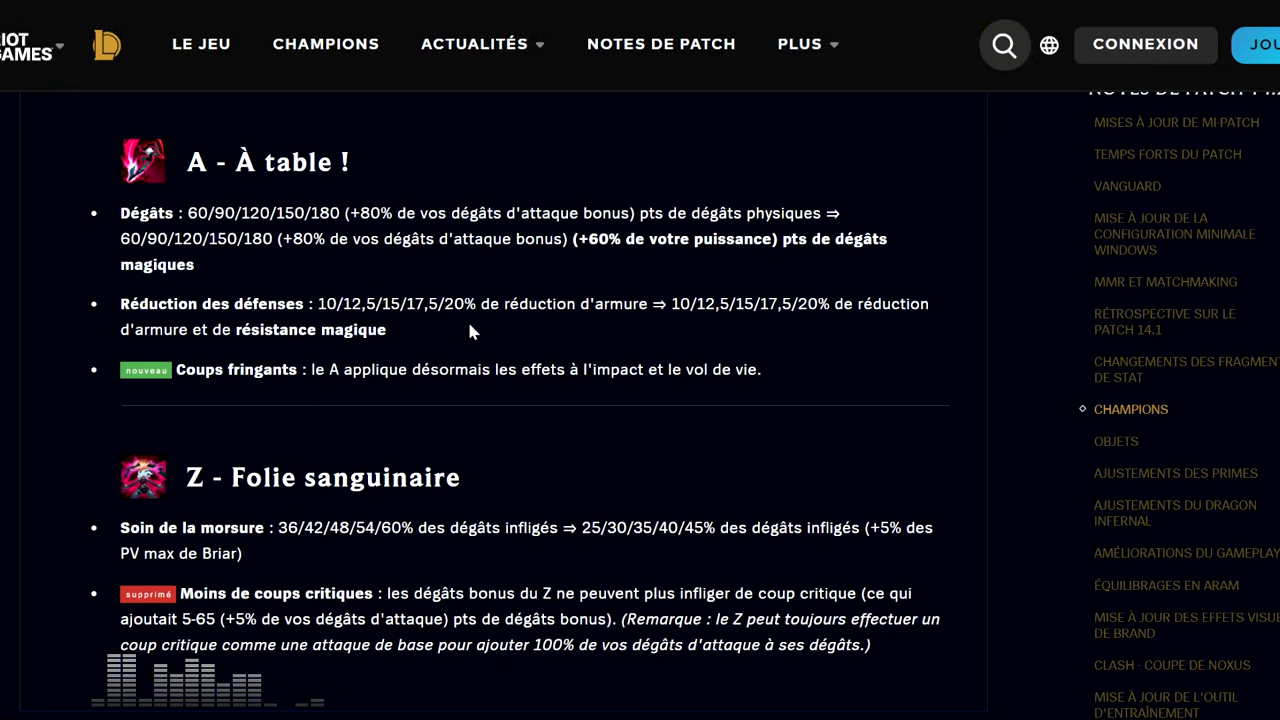 RIOT
GAMES
LE JEU
CHAMPIONS
ACTUALITÉS
NOTES DE PATCH
PLUS
CONNEXION
A - À table !
Dégâts : 60/90/120/150/180 (+80% de vos dégâts d'attaque bonus) pts de dégâts physiques ⇒
60/90/120/150/180 (+80% de vos dégâts d'attaque bonus) (+60% de votre puissance) pts de dégâts
magiques
Réduction des défenses : 10/12,5/15/17,5/20% de réduction d'armure ⇒ 10/12,5/15/17,5/20% de réduction
d'armure et de résistance magique
nouveau Coups fringants : le A applique désormais les effets à l'impact et le vol de vie.
Z - Folie sanguinaire
Soin de la morsure : 36/42/48/54/60% des dégâts infligés ⇒ 25/30/35/40/45% des dégâts infligés (+5% des
PV max de Briar)
supprimé Moins de coups critiques : les dégâts bonus du Z ne peuvent plus infliger de coup critique (ce qui
ajoutait 5-65 (+5% de vos dégâts d'attaque) pts de dégâts bonus). (Remarque : le Z peut toujours effectuer un
coup critique comme une attaque de base pour ajouter 100% de vos dégâts d'attaque à ses dégâts.)
NOTES DE PATCH
MISES À JOUR DE MI-PATCH
TEMPS FORTS DU PATCH
VANGUARD
MISE À JOUR DE LA
CONFIGURATION MINIMALE
WINDOWS
MMR ET MATCHMAKING
RÉTROSPECTIVE SUR LE
PATCH 14.1
CHANGEMENTS DES FRAGMENT
DE STAT
CHAMPIONS
OBJETS
AJUSTEMENTS DES PRIMES
AJUSTEMENTS DU DRAGON
INFERNAL
AMÉLIORATIONS DU GAMEPLAY
ÉQUILIBRAGES EN ARAM
MISE À JOUR DES EFFETS VISUE
DE BRAND
CLASH - COUPE DE NOXUS
MISE À JOUR DE L'OUTIL
D'ENTRAÎNEMENT